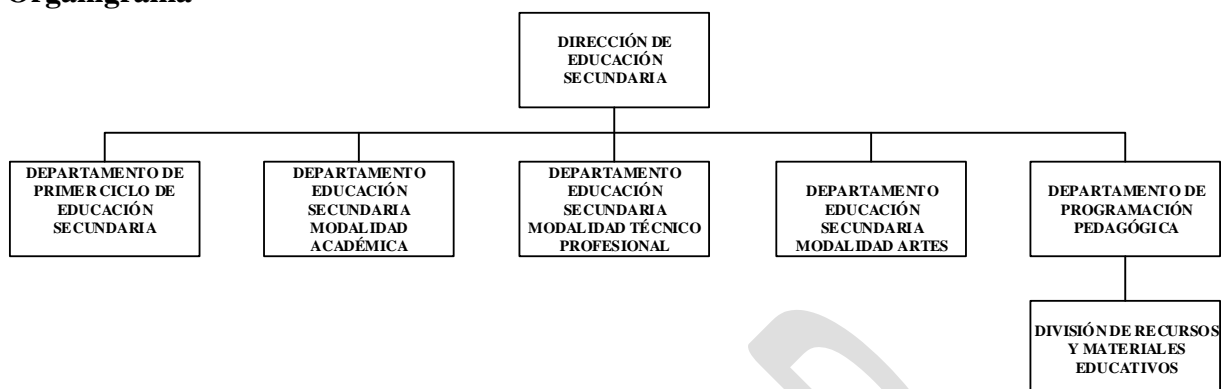 Organigrama
DIRECCIÓN DE
EDUCACIÓN
SECUNDARIA
DEPARTAMENTO DE
PRIMER CICLO DE
EDUCACIÓN
SECUNDARIA
DEPARTAMENTO
EDUCACIÓN
SECUNDARIA
MODALIDAD
ACADÉMICA
DEPARTAMENTO
EDUCACIÓN
SECUNDARIA
MODALIDAD TÉCNICO
PROFESIONAL
DEPARTAMENTO
EDUCACIÓN
SECUNDARIA
MODALIDAD ARTES
DEPARTAMENTO DE
PROGRAMACIÓN
PEDAGÓGICA
DIVISIÓN DE RECURSOS
Y MATERIALES
EDUCATIVOS